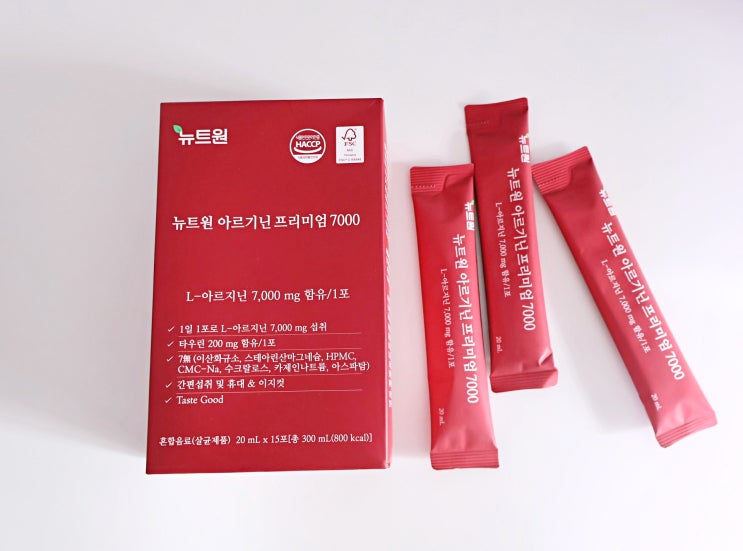 뉴트원
HACCP
FSC
뉴트원 아르기닌 프리미엄 7000
L-아르지닌 7,000 mg 함유/1포
✓ 1일 1포로 L-아르지닌 7,000 mg 섭취
✓ 타우린 200 mg 함유/1포
✓ 7無 (이산화규소, 스테아린산마그네슘, HPMC,
CMC-Na, 수크랄로스, 카제인나트륨, 아스파탐)
✓ 간편섭취 및 휴대 & 이지컷
✓ Taste Good
혼합음료(살균제품) 20 mL x 15포[총 300 mL(800 kcal)]
뉴트원
뉴트원 아르기닌 프리미엄 7000
L-아르지닌 7,000 mg 함유/1포
20 mL
뉴트원
뉴트원 아르기닌 프리미엄 7000
L-아르지닌 7,000 mg 함유/1포
20 mL
뉴트원
뉴트원 아르기닌 프리미엄 7000
L-아르지닌 7,000 mg 함유/1포
20 mL